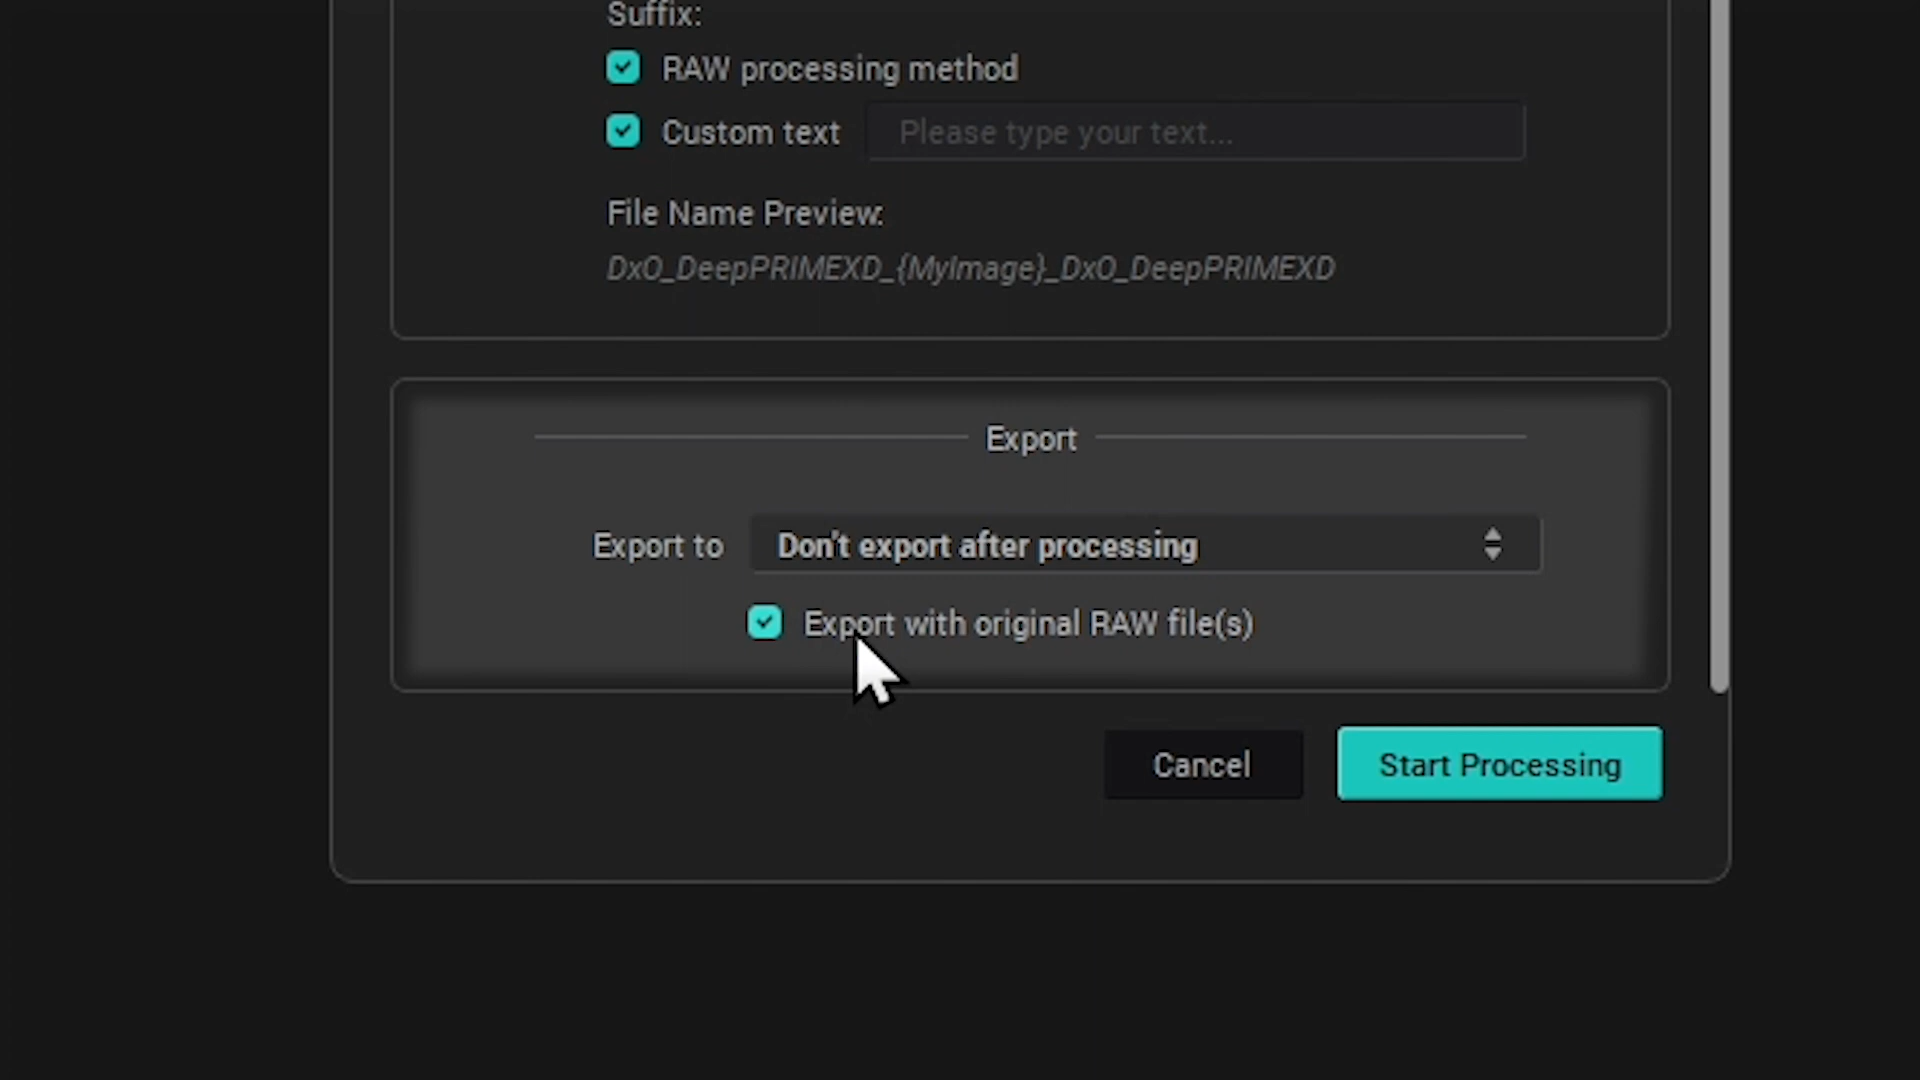 Suffix:
RAW processing method
Custom text Please type your text...
File Name Preview:
DxO_DeepPRIMEXD_{MyImage}_DxO_DeepPRIMEXD
Export
Export to Don't export after processing
Export with original RAW file(s)
Cancel Start Processing